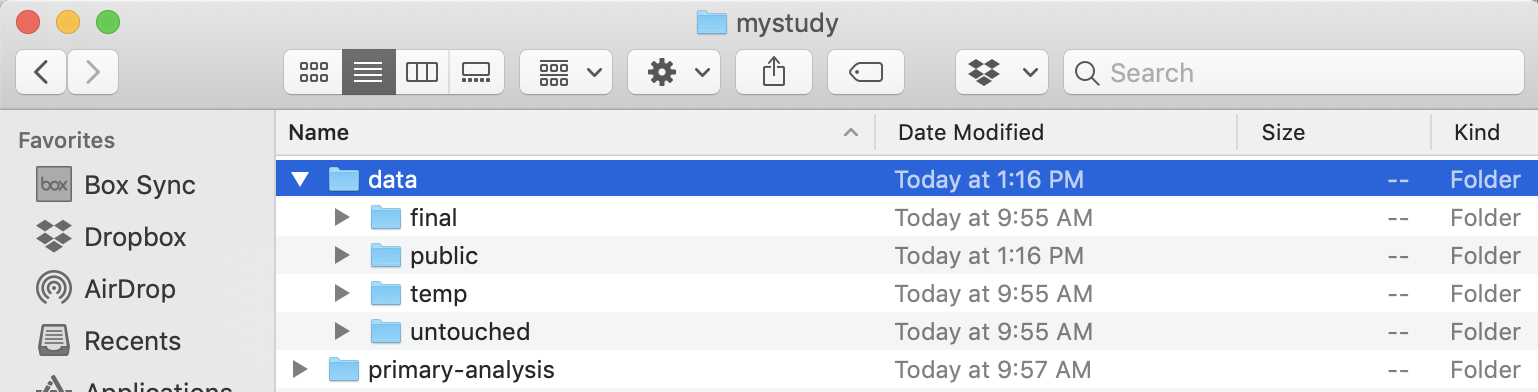 mystudy
Search
Favorites
box Box Sync
Dropbox
AirDrop
Recents
Applications
Name Date Modified Size Kind
data Today at 1:16 PM -- Folder
final Today at 9:55 AM -- Folder
public Today at 1:16 PM -- Folder
temp Today at 9:55 AM -- Folder
untouched Today at 9:55 AM -- Folder
primary-analysis Today at 9:57 AM -- Folder